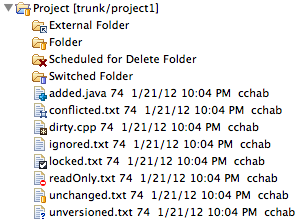 Project [trunk/project1]
External Folder
Folder
Scheduled for Delete Folder
Switched Folder
added.java 74 1/21/12 10:04 PM cchab
conflicted.txt 74 1/21/12 10:04 PM cchab
dirty.cpp 74 1/21/12 10:04 PM cchab
ignored.txt 74 1/21/12 10:04 PM cchab
locked.txt 74 1/21/12 10:04 PM cchab
readOnly.txt 74 1/21/12 10:04 PM cchab
unchanged.txt 74 1/21/12 10:04 PM cchab
unversioned.txt 74 1/21/12 10:04 PM cchab